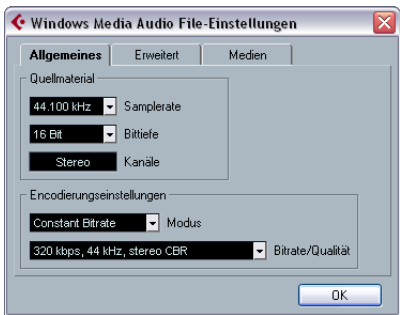 Windows Media Audio File-Einstellungen
Allgemeines Erweitert Medien
Quellmaterial
44.100 kHz Samplerate
16 Bit Bittiefe
Stereo Kanäle
Encodierungseinstellungen
Constant Bitrate Modus
320 kbps, 44 kHz, stereo CBR Bitrate/Qualität
OK